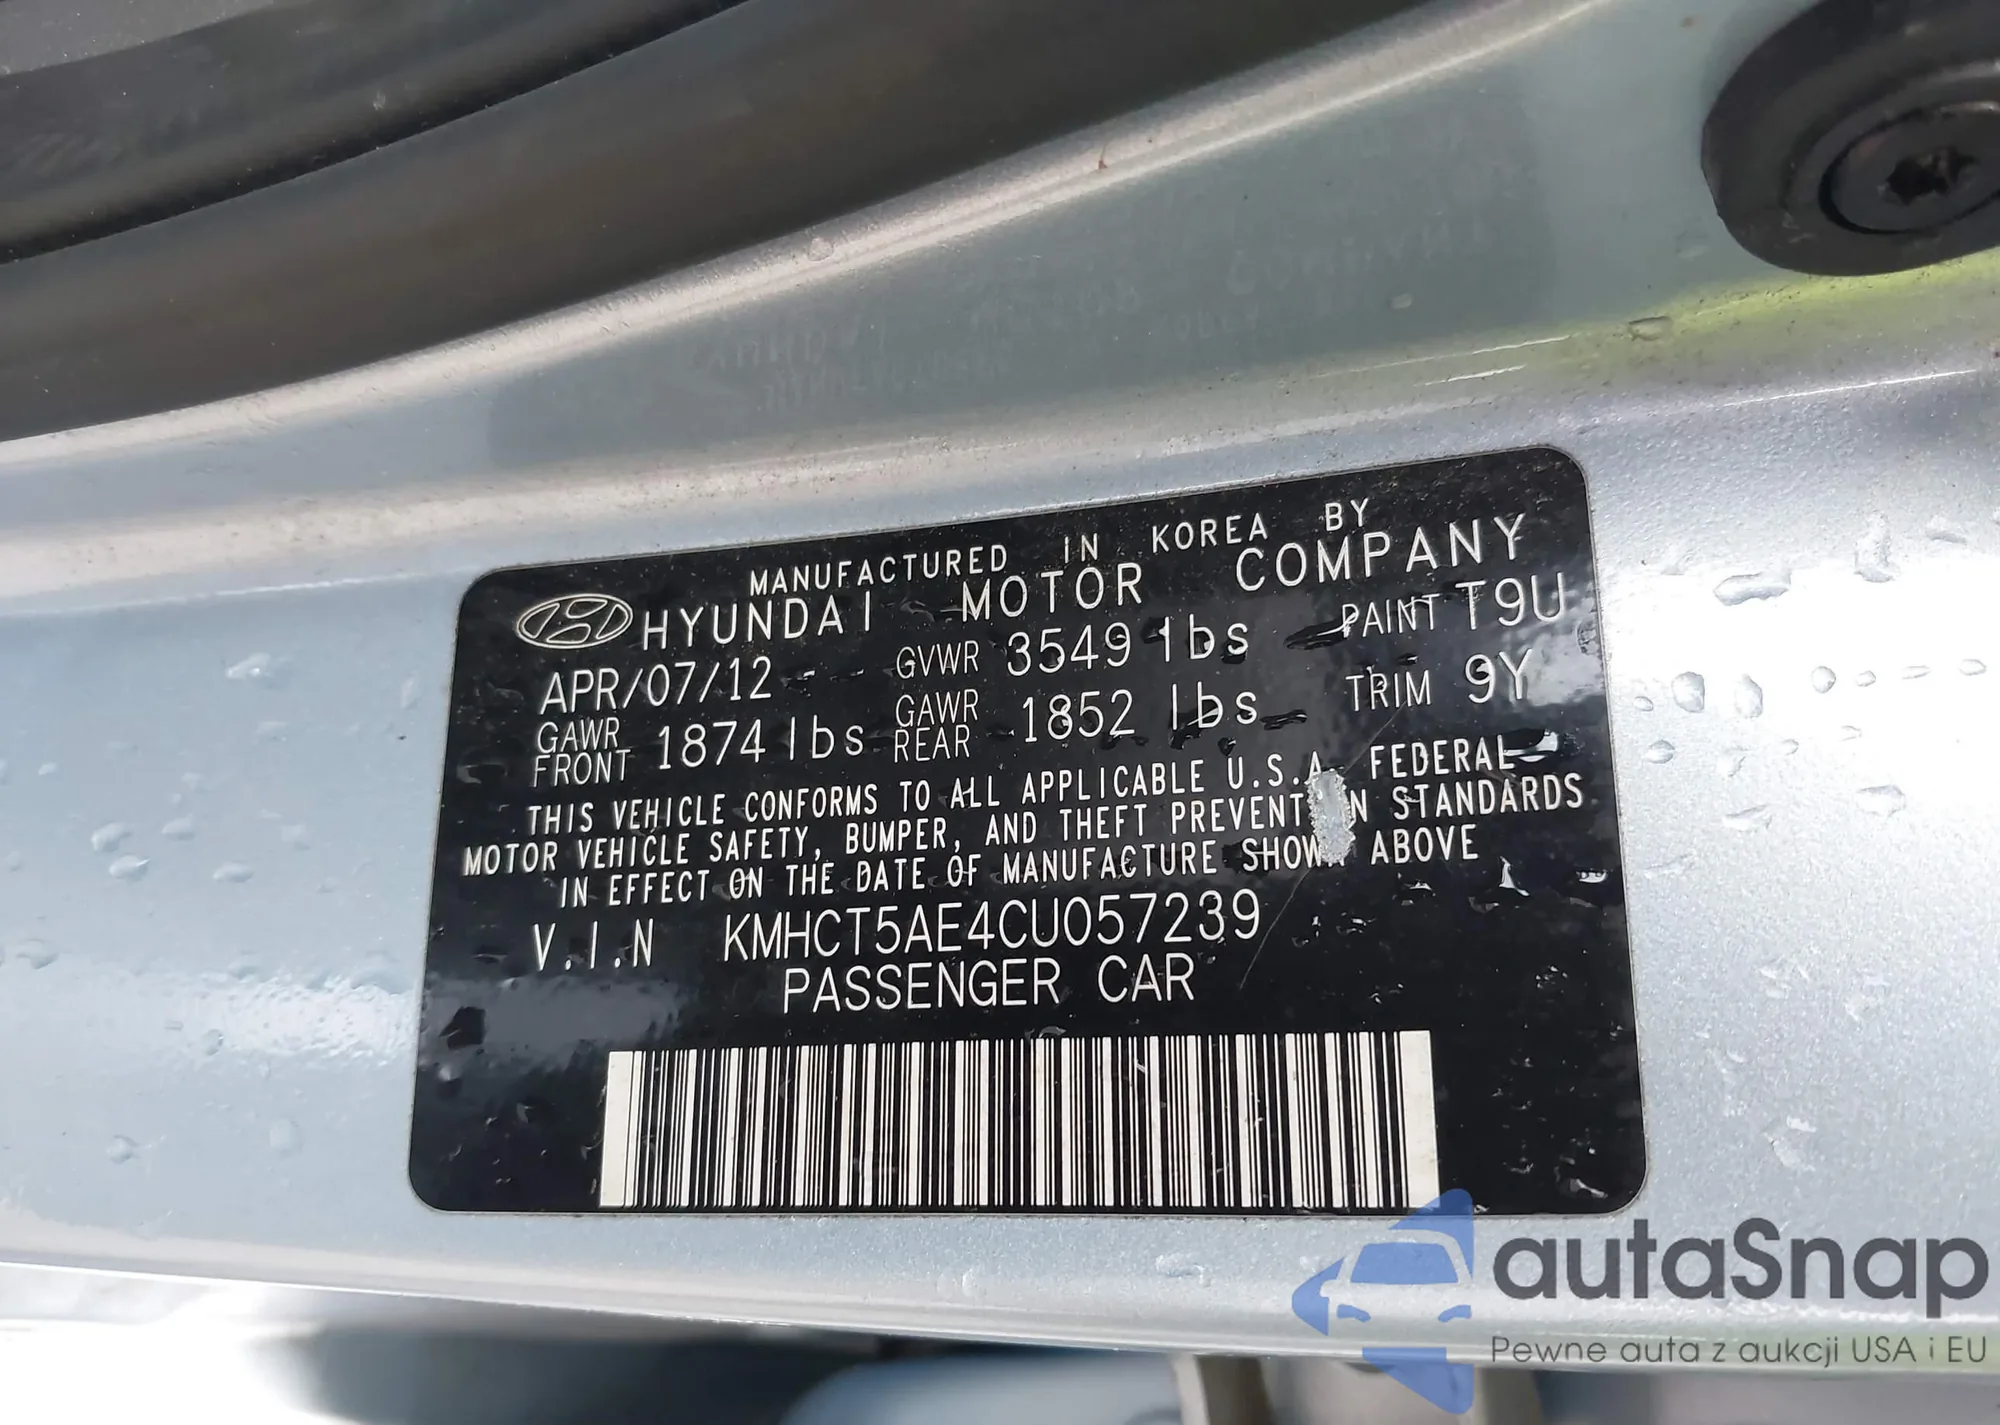 MANUFACTURED IN KOREA BY
HYUNDAI MOTOR COMPANY
APR/07/12 GVWR 3549 lbs PAINT T9U
GAWR FRONT 1874 lbs GAWR REAR 1852 lbs TRIM 9Y
THIS VEHICLE CONFORMS TO ALL APPLICABLE U.S.A. FEDERAL
MOTOR VEHICLE SAFETY, BUMPER, AND THEFT PREVENTION STANDARDS
IN EFFECT ON THE DATE OF MANUFACTURE SHOWN ABOVE
V.I.N KMHCT5AE4CU057239
PASSENGER CAR
autaSnap
Pewne auta z aukcji USA i EU